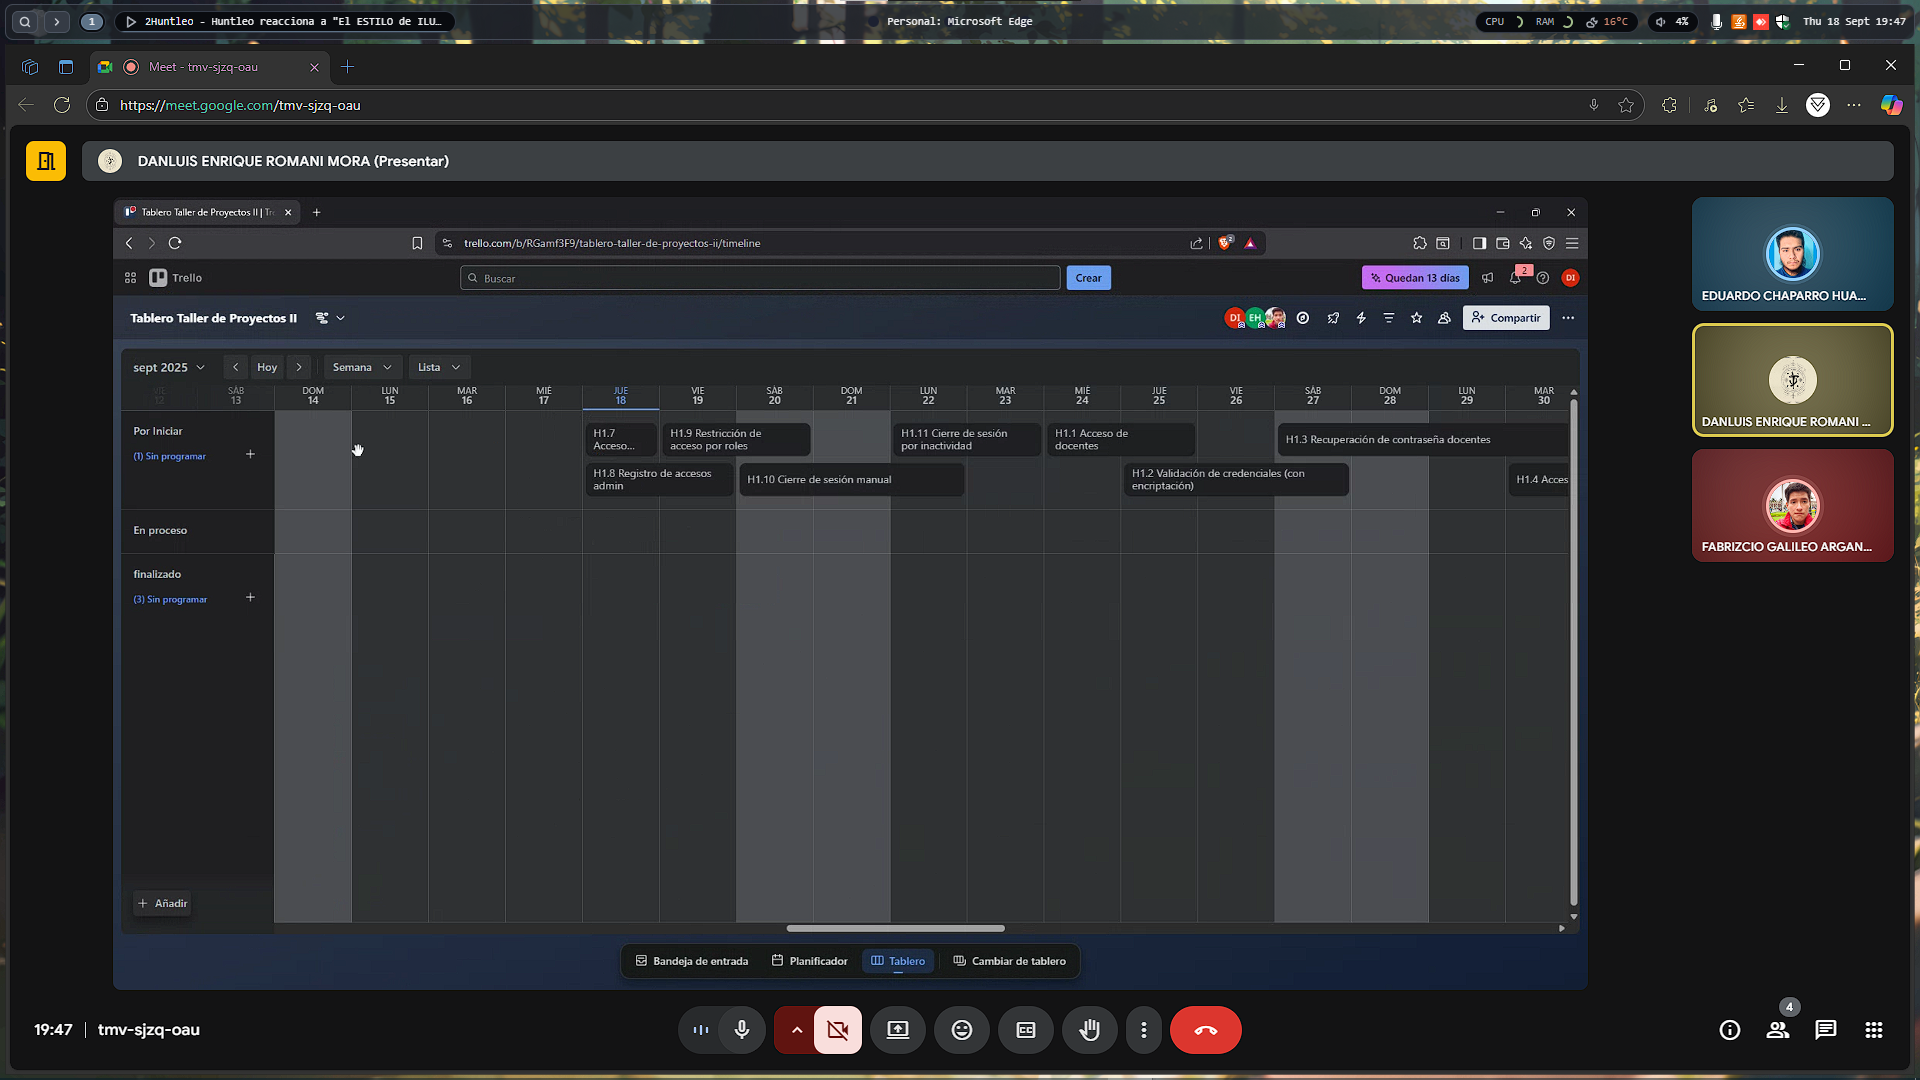 1
2Huntleo - Huntleo reacciona a "El ESTILO de ILU…
Personal: Microsoft Edge
CPU
RAM
16°C
4%
Thu 18 Sept 19:47
Meet - tmv-sjzq-oau
https://meet.google.com/tmv-sjzq-oau
DANLUIS ENRIQUE ROMANI MORA (Presentar)
Tablero Taller de Proyectos II | Tr
trello.com/b/RGamf3F9/tablero-taller-de-proyectos-ii/timeline
2
Trello
Buscar
Crear
Quedan 13 días
2
DI
Tablero Taller de Proyectos II
DI
EH
Compartir
sept 2025
Hoy
Semana
Lista
VIE 12
SÁB 13
DOM 14
LUN 15
MAR 16
MIÉ 17
JUE 18
VIE 19
SÁB 20
DOM 21
LUN 22
MAR 23
MIÉ 24
JUE 25
VIE 26
SÁB 27
DOM 28
LUN 29
MAR 30
Por Iniciar
(1) Sin programar
H1.7 Acceso...
H1.9 Restricción de acceso por roles
H1.11 Cierre de sesión por inactividad
H1.1 Acceso de docentes
H1.3 Recuperación de contraseña docentes
H1.8 Registro de accesos admin
H1.10 Cierre de sesión manual
H1.2 Validación de credenciales (con encriptación)
H1.4 Acces
En proceso
finalizado
(3) Sin programar
Añadir
Bandeja de entrada
Planificador
Tablero
Cambiar de tablero
EDUARDO CHAPARRO HUA...
DANLUIS ENRIQUE ROMANI ...
FABRIZCIO GALILEO ARGAN...
19:47
tmv-sjzq-oau
4